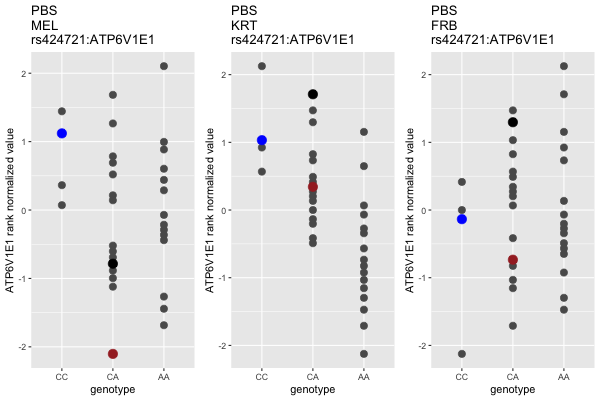 PBS
MEL
rs424721:ATP6V1E1
ATP6V1E1 rank normalized value
2
1
0
-1
-2
CC
CA
AA
genotype
PBS
KRT
rs424721:ATP6V1E1
ATP6V1E1 rank normalized value
2
1
0
-1
-2
CC
CA
AA
genotype
PBS
FRB
rs424721:ATP6V1E1
ATP6V1E1 rank normalized value
2
1
0
-1
-2
CC
CA
AA
genotype